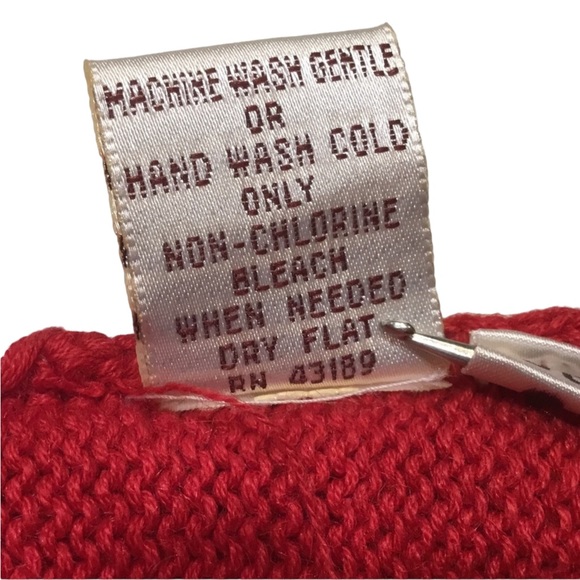 MACHINE WASH GENTLE
OR
HAND WASH COLD
ONLY
NON-CHLORINE
BLEACH
WHEN NEEDED
DRY FLAT
RN 43189